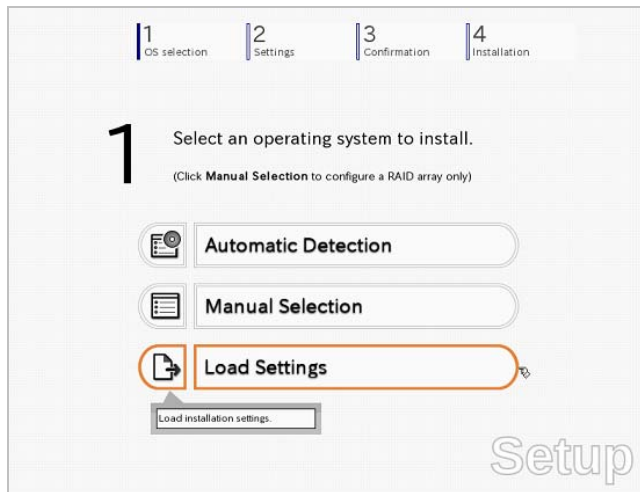 1 2 3 4
OS selection Settings Confirmation Installation
1 Select an operating system to install.
(Click Manual Selection to configure a RAID array only)
Automatic Detection
Manual Selection
Load Settings
Load installation settings.
Setup